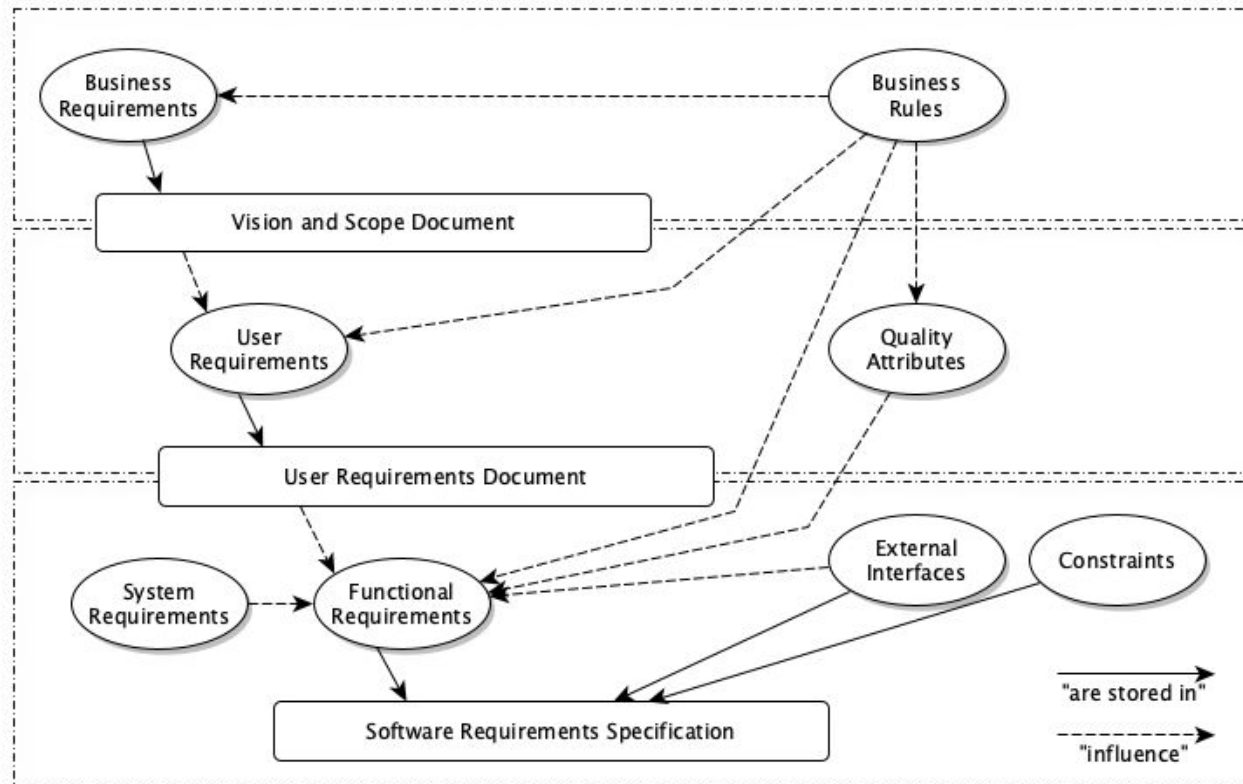 Business
Requirements
Business
Rules
Vision and Scope Document
User
Requirements
Quality
Attributes
User Requirements Document
System
Requirements
Functional
Requirements
External
Interfaces
Constraints
"are stored in"
Software Requirements Specification
"influence"